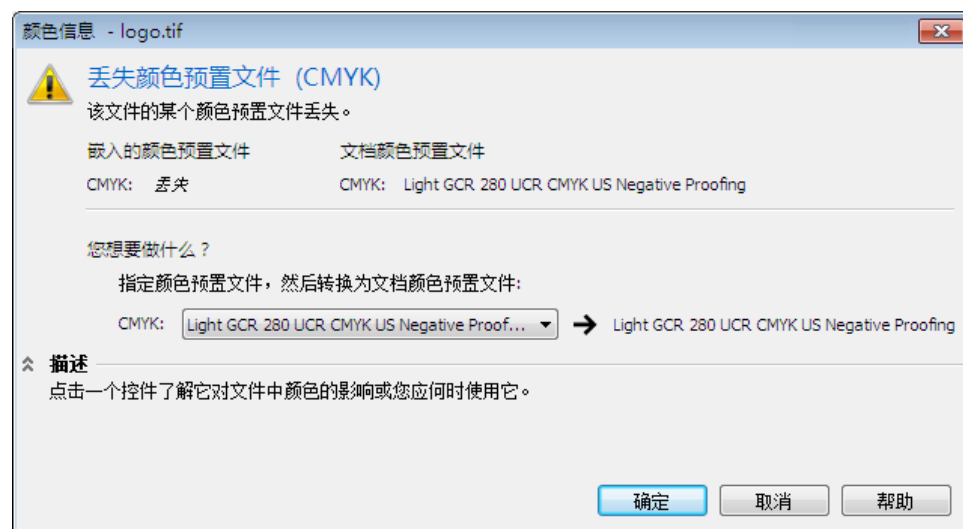 颜色信息 - logo.tif
丢失颜色预置文件 (CMYK)
该文件的某个颜色预置文件丢失。
嵌入的颜色预置文件 文档颜色预置文件
CMYK: 丢失 CMYK: Light GCR 280 UCR CMYK US Negative Proofing
您想要做什么？
指定颜色预置文件，然后转换为文档颜色预置文件:
CMYK: Light GCR 280 UCR CMYK US Negative Proof... Light GCR 280 UCR CMYK US Negative Proofing
描述
点击一个控件了解它对文件中颜色的影响或您应何时使用它。
确定 取消 帮助